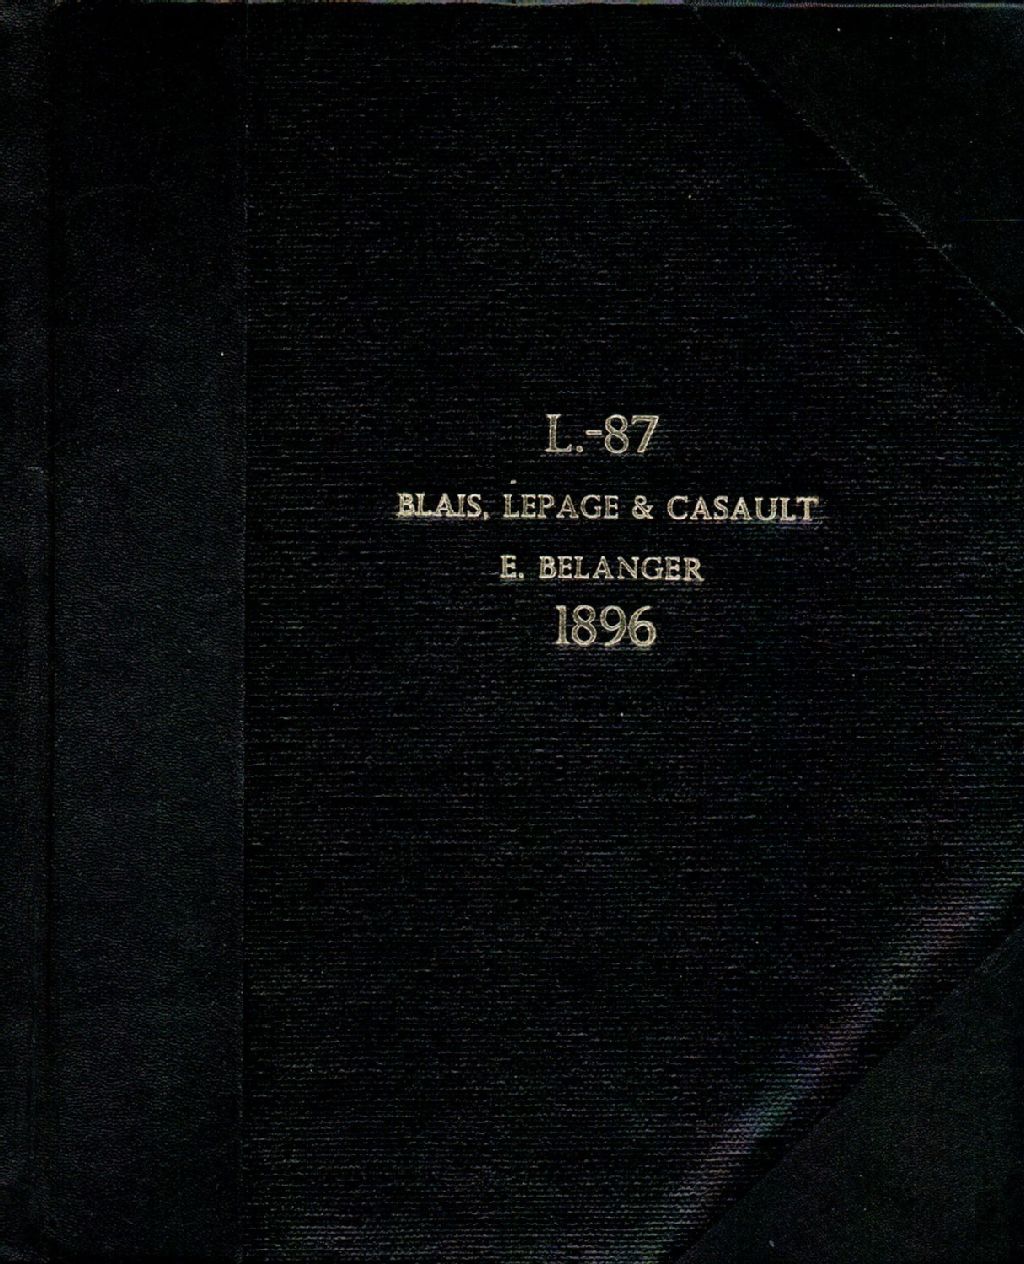 L.-87
BLAIS, LEPAGE & CASAULT
E. BELANGER
1896